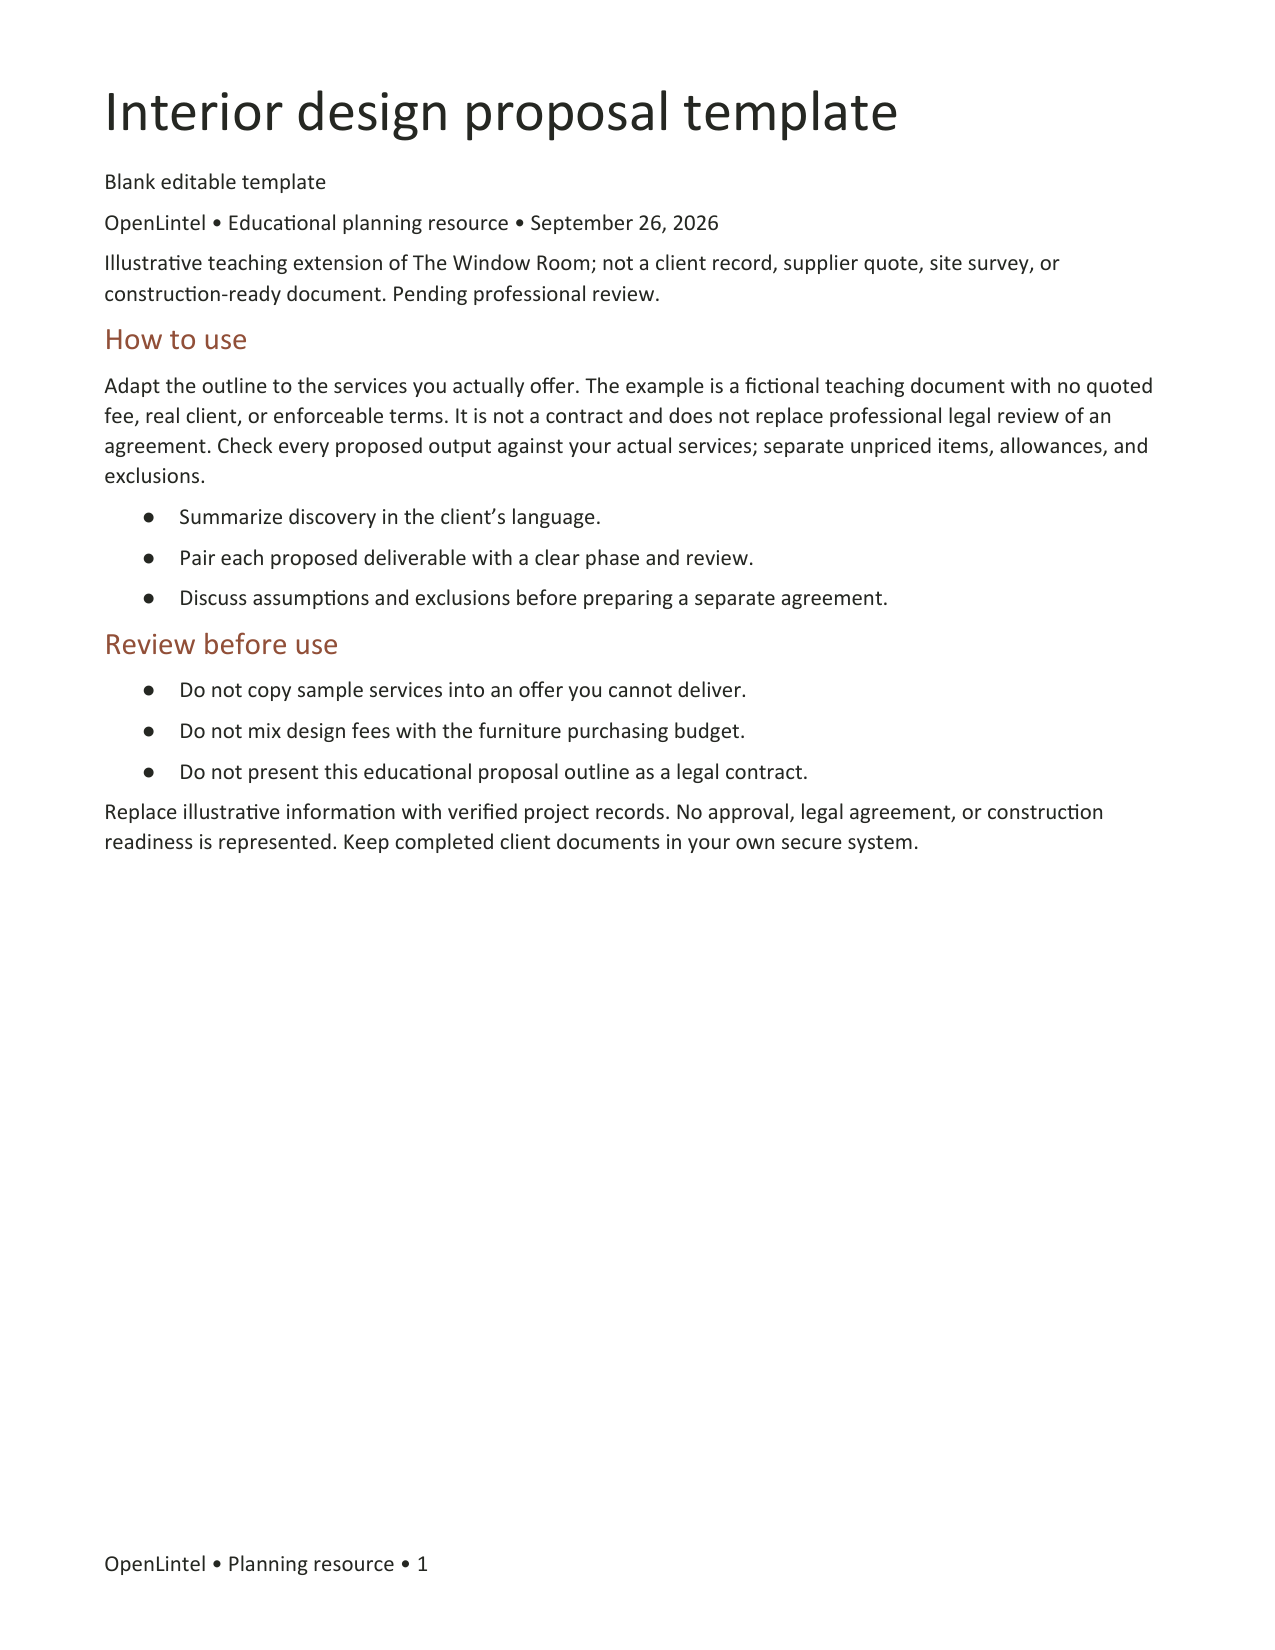 Interior design proposal template
Blank editable template
OpenLintel • Educational planning resource • September 26, 2026
Illustrative teaching extension of The Window Room; not a client record, supplier quote, site survey, or
construction-ready document. Pending professional review.
How to use
Adapt the outline to the services you actually offer. The example is a fictional teaching document with no quoted
fee, real client, or enforceable terms. It is not a contract and does not replace professional legal review of an
agreement. Check every proposed output against your actual services; separate unpriced items, allowances, and
exclusions.
● Summarize discovery in the client’s language.
● Pair each proposed deliverable with a clear phase and review.
● Discuss assumptions and exclusions before preparing a separate agreement.
Review before use
● Do not copy sample services into an offer you cannot deliver.
● Do not mix design fees with the furniture purchasing budget.
● Do not present this educational proposal outline as a legal contract.
Replace illustrative information with verified project records. No approval, legal agreement, or construction
readiness is represented. Keep completed client documents in your own secure system.
OpenLintel • Planning resource • 1